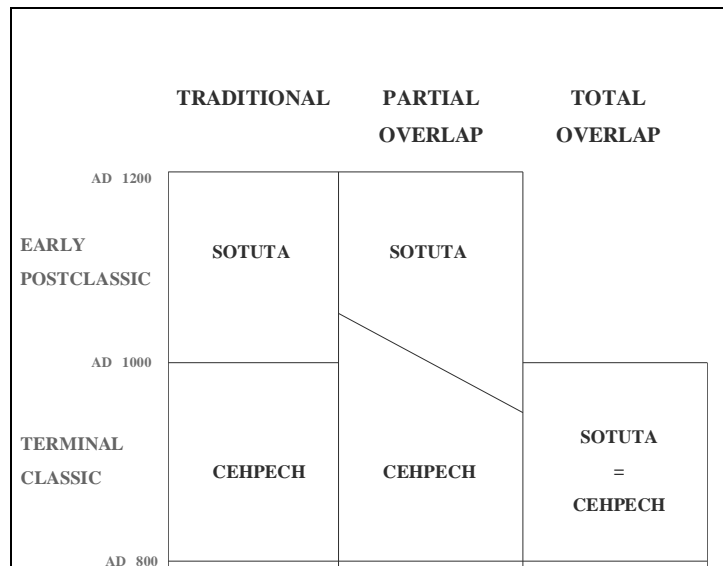 TRADITIONAL PARTIAL OVERLAP TOTAL OVERLAP
AD 1200
EARLY POSTCLASSIC
SOTUTA SOTUTA
AD 1000
TERMINAL CLASSIC
CEHPECH CEHPECH
SOTUTA
=
CEHPECH
AD 800